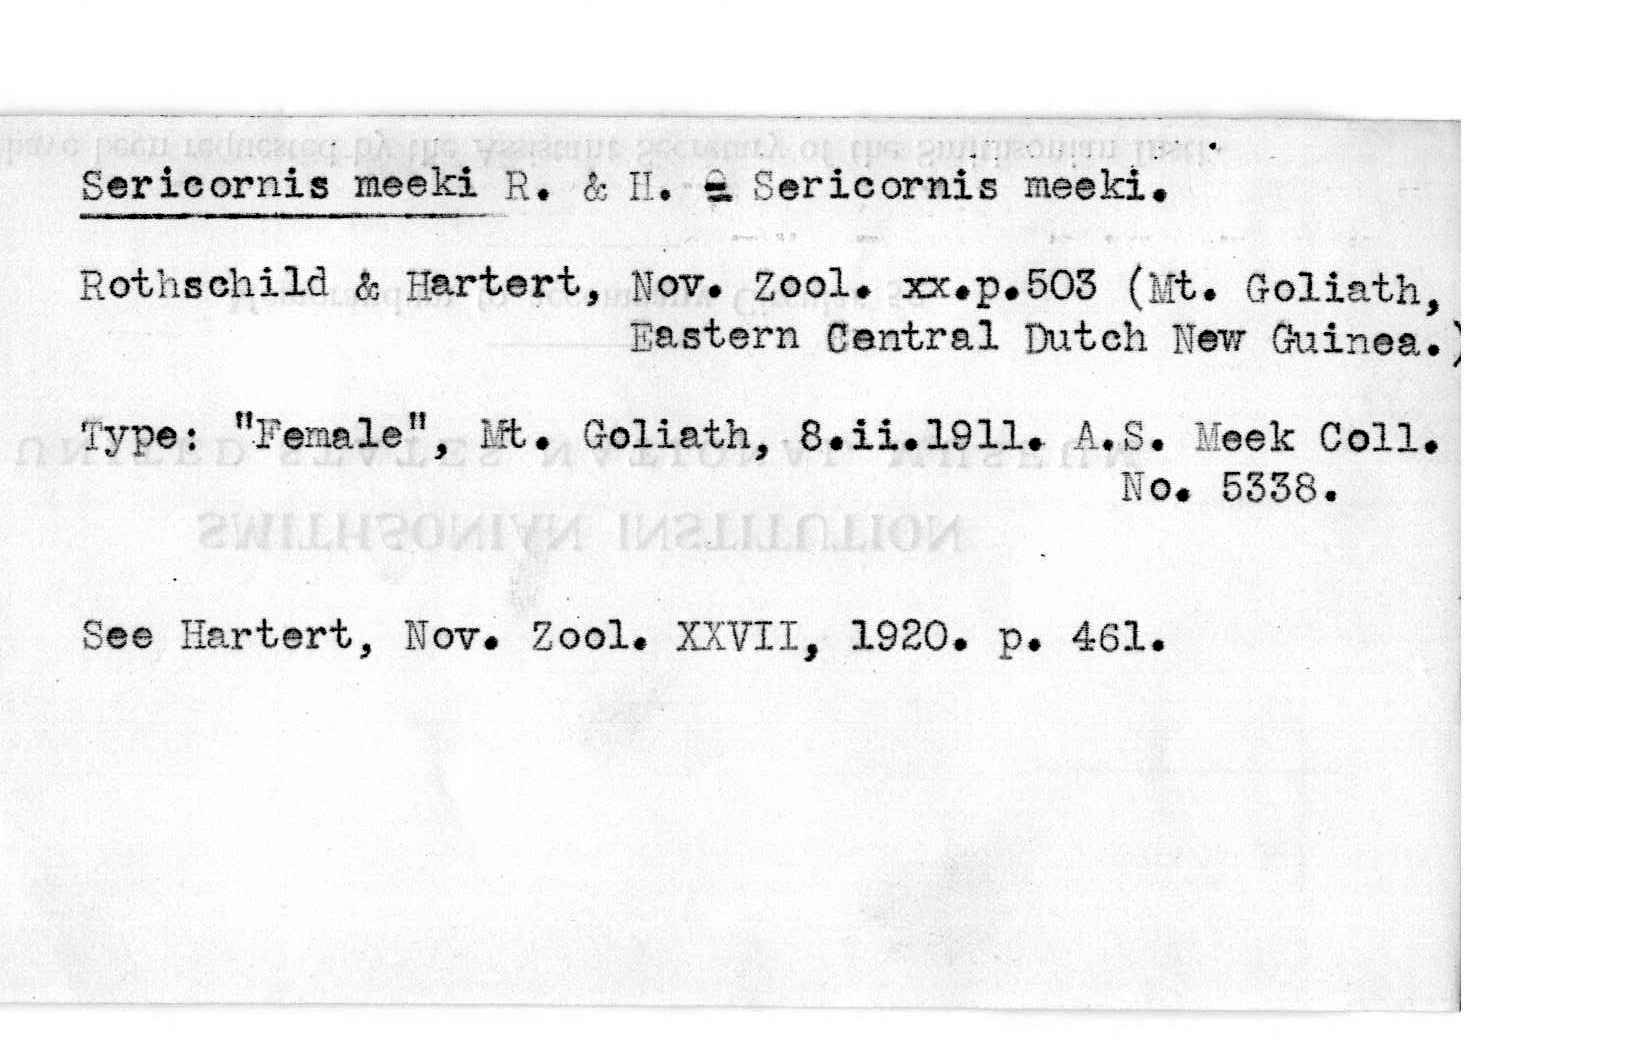 Sericornis meeki R. & H. = Sericornis meeki.
Rothschild & Hartert, Nov. Zool. xx.p.503 (Mt. Goliath,
Eastern Central Dutch New Guinea.)
Type: "Female", Mt. Goliath, 8.ii.1911. A.S. Meek Coll.
No. 5338.
See Hartert, Nov. Zool. XXVII, 1920. p. 461.